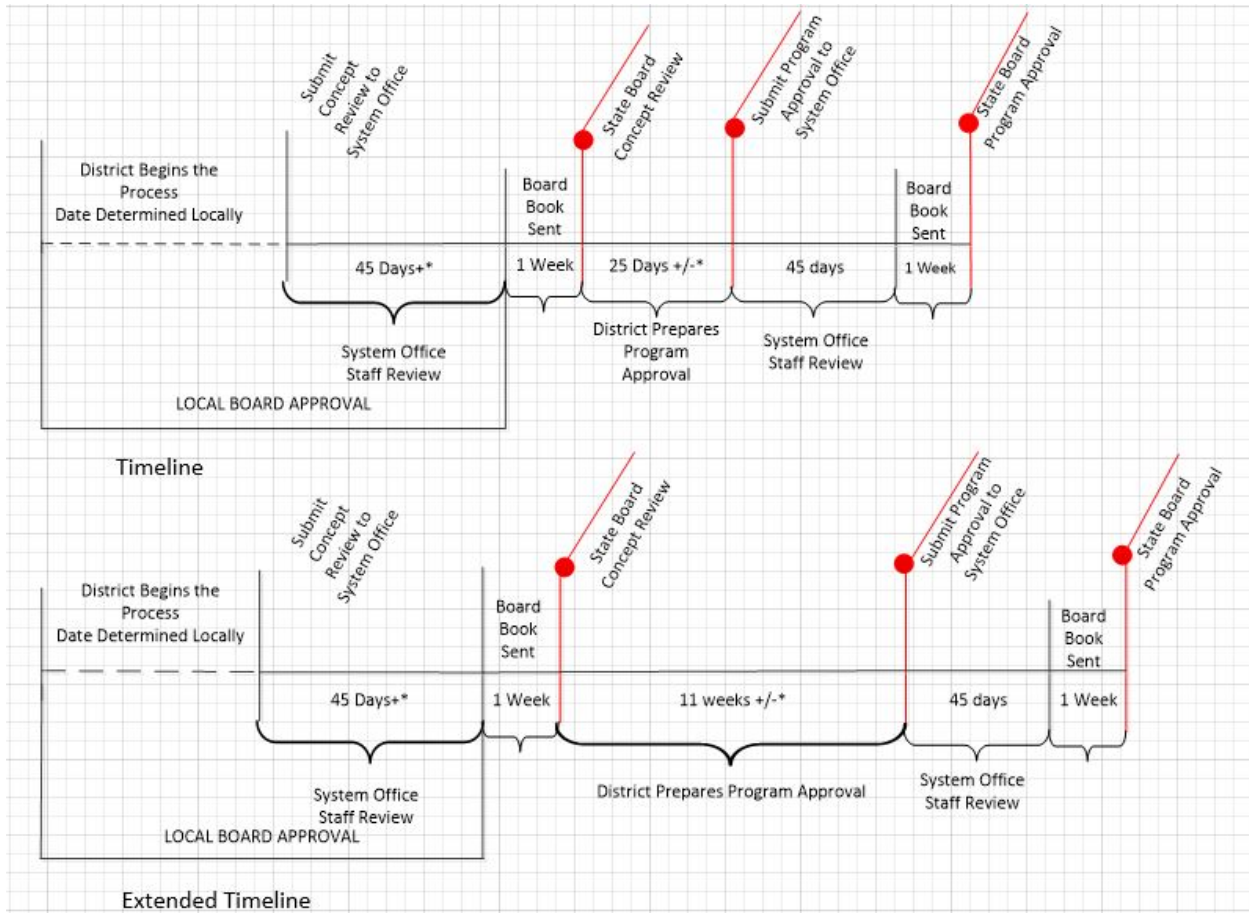 Submit
Concept
Review to
System Office
State Board
Concept Review
Submit Program
Approval to
System Office
State Board
Program Approval
District Begins the
Process
Date Determined Locally
Board
Book
Sent
Board
Book
Sent
45 Days+*
1 Week
25 Days +/-*
45 days
1 Week
System Office
Staff Review
District Prepares
Program
Approval
System Office
Staff Review
LOCAL BOARD APPROVAL
Timeline
Submit
Concept
Review to
System Office
State Board
Concept Review
Submit Program
Approval to
System Office
State Board
Program Approval
District Begins the
Process
Date Determined Locally
Board
Book
Sent
Board
Book
Sent
45 Days+*
1 Week
11 weeks +/-*
45 days
1 Week
System Office
Staff Review
District Prepares Program Approval
System Office
Staff Review
LOCAL BOARD APPROVAL
Extended Timeline